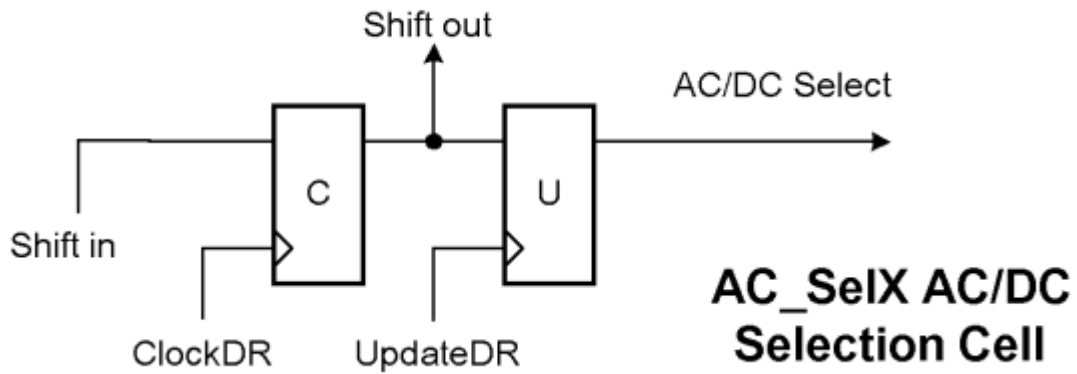 Shift out
AC/DC Select
C
U
Shift in
ClockDR
UpdateDR
AC_SelX AC/DC
Selection Cell